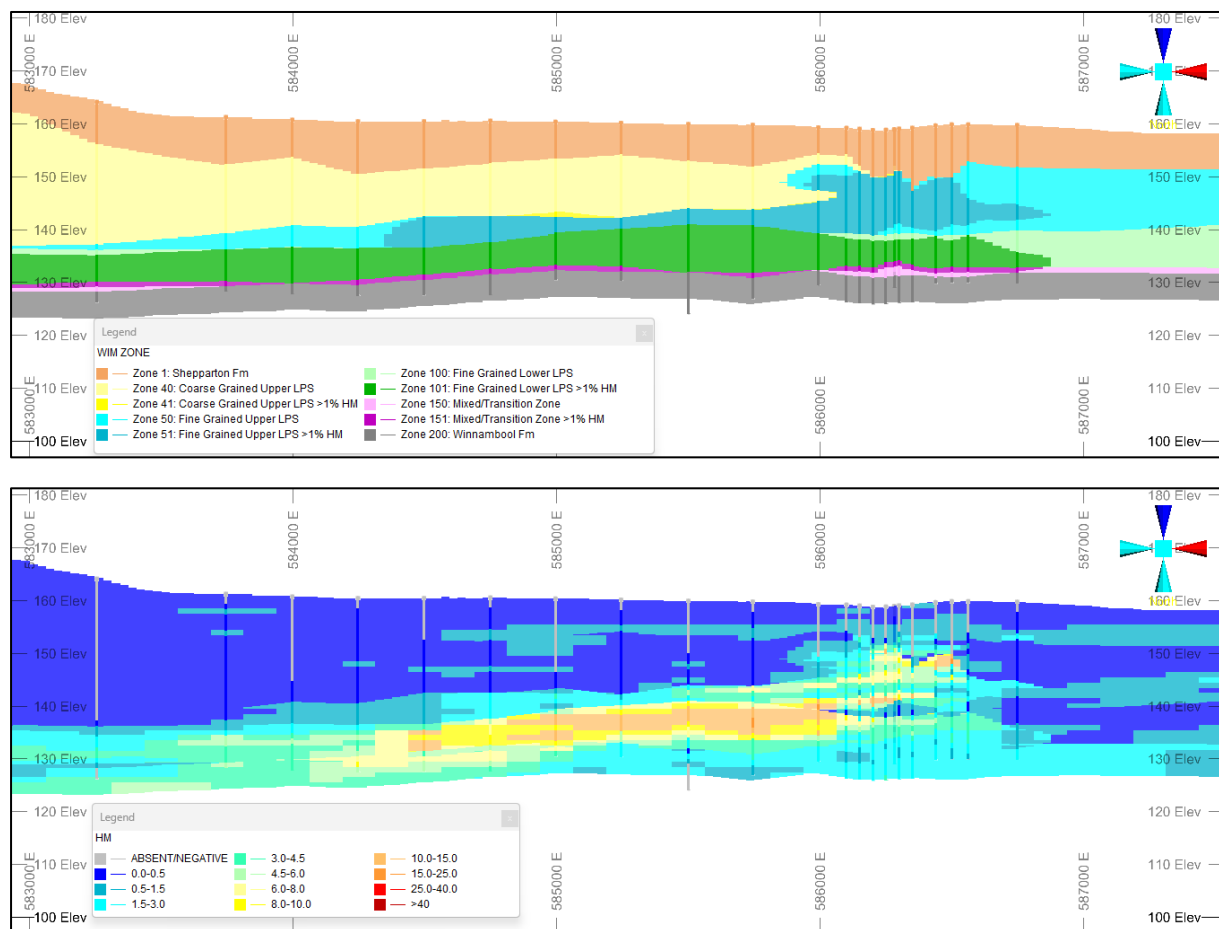 180 Elev
180 Elev
583000 E
584000 E
585000 E
586000 E
587000 E
170 Elev
170
160 Elev
160 Elev
150 Elev
150 Elev
140 Elev
140 Elev
130 Elev
130 Elev
120 Elev
120 Elev
110 Elev
110 Elev
100 Elev
100 Elev
583000 E
586000 E
587000 E
Legend
WIM ZONE
Zone 1: Shepparton Fm
Zone 100: Fine Grained Lower LPS
Zone 40: Coarse Grained Upper LPS
Zone 101: Fine Grained Lower LPS >1% HM
Zone 41: Coarse Grained Upper LPS >1% HM
Zone 150: Mixed/Transition Zone
Zone 50: Fine Grained Upper LPS
Zone 151: Mixed/Transition Zone >1% HM
Zone 51: Fine Grained Upper LPS >1% HM
Zone 200: Winnambool Fm
180 Elev
180 Elev
583000 E
584000 E
585000 E
586000 E
587000 E
170 Elev
170
160 Elev
160 Elev
150 Elev
150 Elev
140 Elev
140 Elev
130 Elev
130 Elev
120 Elev
120 Elev
110 Elev
110 Elev
100 Elev
100 Elev
583000 E
585000 E
586000 E
587000 E
Legend
HM
ABSENT/NEGATIVE
3.0-4.5
10.0-15.0
0.0-0.5
4.5-6.0
15.0-25.0
0.5-1.5
6.0-8.0
25.0-40.0
1.5-3.0
8.0-10.0
>40